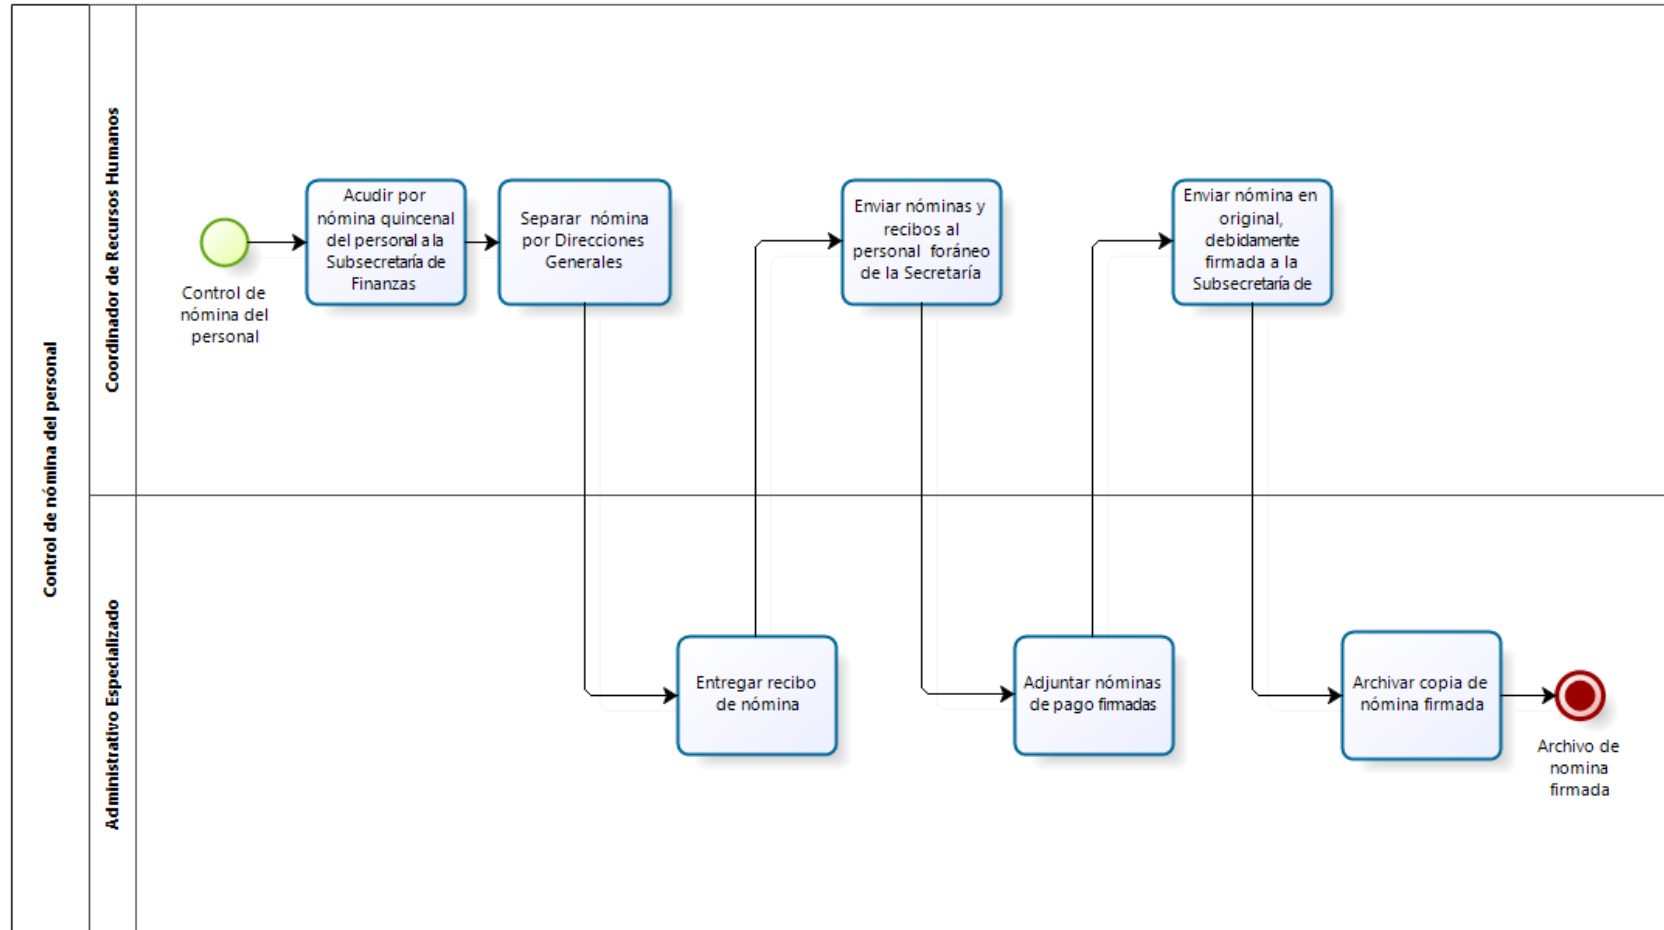 Control de nómina del personal
Coordinador de Recursos Humanos
Control de
nómina del
personal
Acudir por
nómina quincenal
del personal a la
Subsecretaría de
Finanzas
Separar nómina
por Direcciones
Generales
Enviar nóminas y
recibos al
personal foráneo
de la Secretaría
Enviar nómina en
original,
debidamente
firmada a la
Subsecretaría de
Administrativo Especializado
Entregar recibo
de nómina
Adjuntar nóminas
de pago firmadas
Archivar copia de
nómina firmada
Archivo de
nomina
firmada